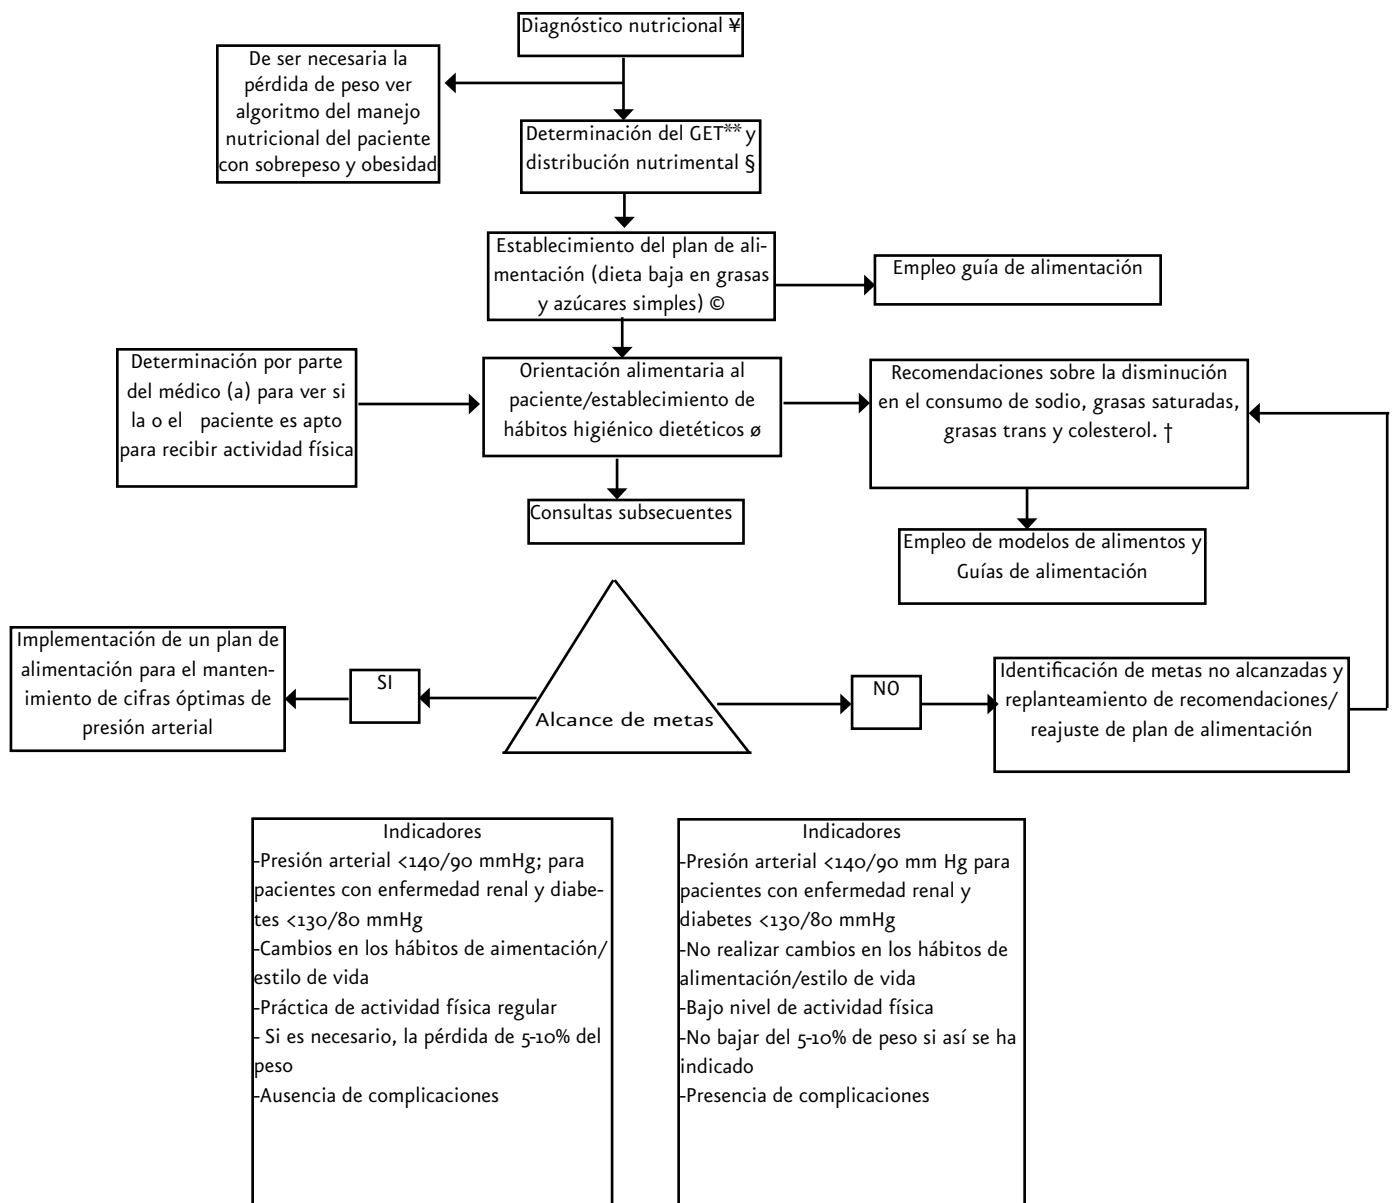 Diagnóstico nutricional ¥
De ser necesaria la
pérdida de peso ver
algoritmo del manejo
nutricional del paciente
con sobrepeso y obesidad
Determinación del GET** y
distribución nutrimental §
Establecimiento del plan de ali-
mentación (dieta baja en grasas
y azúcares simples) ©
Empleo guía de alimentación
Determinación por parte
del médico (a) para ver si
la o el paciente es apto
para recibir actividad física
Orientación alimentaria al
paciente/establecimiento de
hábitos higiénico dietéticos ø
Recomendaciones sobre la disminución
en el consumo de sodio, grasas saturadas,
grasas trans y colesterol. †
Consultas subsecuentes
Empleo de modelos de alimentos y
Guías de alimentación
Implementación de un plan de
alimentación para el manten-
imiento de cifras óptimas de
presión arterial
SI
Alcance de metas
NO
Identificación de metas no alcanzadas y
replanteamiento de recomendaciones/
reajuste de plan de alimentación
Indicadores
-Presión arterial <140/90 mmHg; para
pacientes con enfermedad renal y diabe-
tes <130/80 mmHg
-Cambios en los hábitos de aimentación/
estilo de vida
-Práctica de actividad física regular
- Si es necesario, la pérdida de 5-10% del
peso
-Ausencia de complicaciones
Indicadores
-Presión arterial <140/90 mm Hg para
pacientes con enfermedad renal y
diabetes <130/80 mmHg
-No realizar cambios en los hábitos de
alimentación/estilo de vida
-Bajo nivel de actividad física
-No bajar del 5-10% de peso si así se ha
indicado
-Presencia de complicaciones